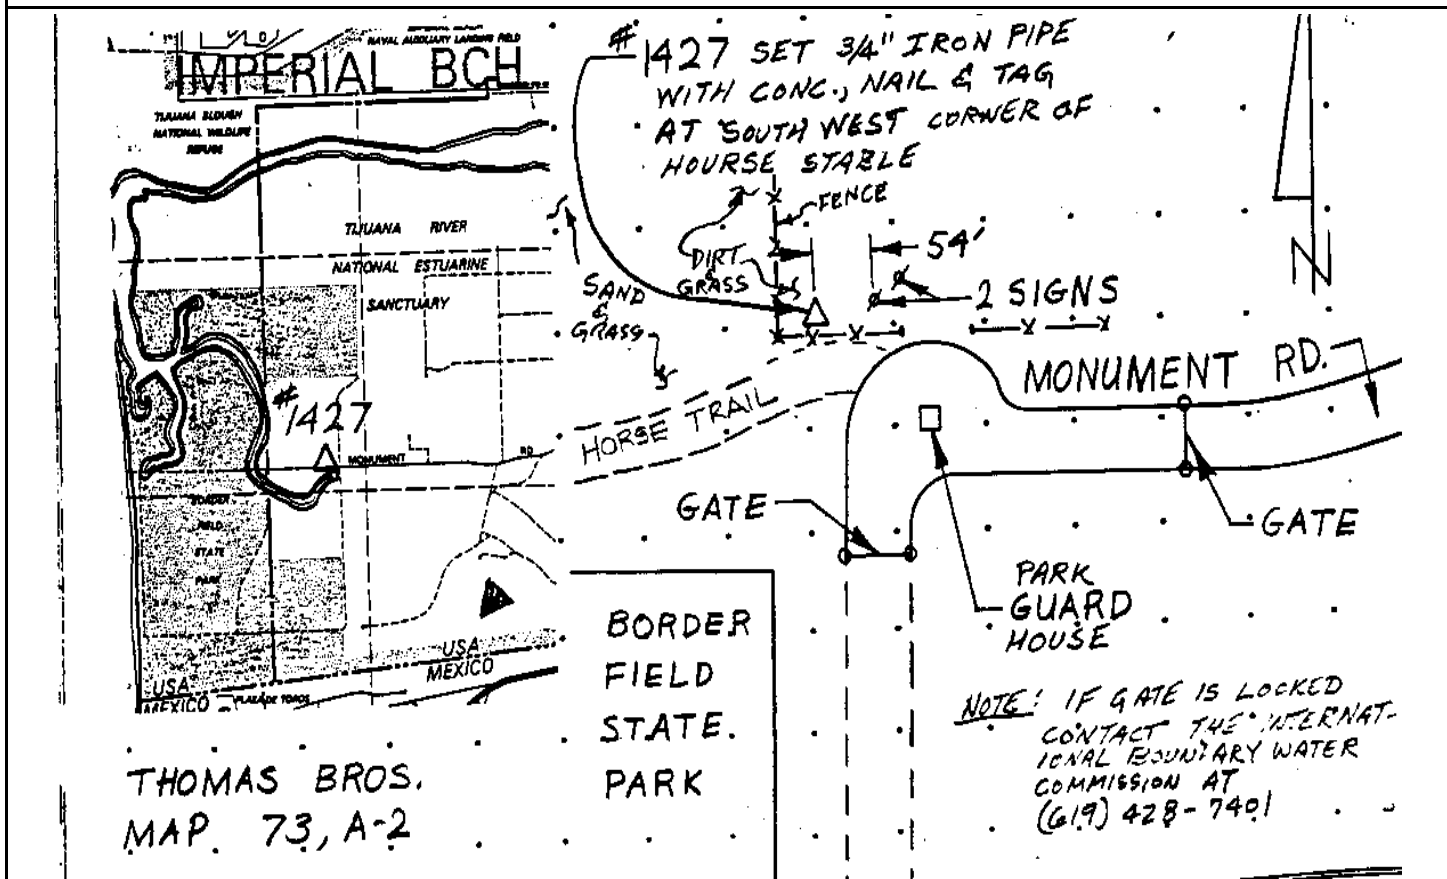 NAVAL AUXILIARY LANDING FIELD
IMPERIAL BCH
TIJUANA SLOUGH
NATIONAL WILDLIFE
REFUGE
TIJUANA RIVER
NATIONAL ESTUARINE
SANCTUARY
#1427
MONUMENT RD
BORDER
FIELD
STATE
PARK
USA
MEXICO
USA
MEXICO
PLAZA DE TOROS
#1427 SET 3/4" IRON PIPE
WITH CONC., NAIL & TAG
AT SOUTH WEST CORNER OF
HOURSE STABLE
FENCE
54'
DIRT
&
GRASS
SAND
&
GRASS
2 SIGNS
N
MONUMENT RD.
HORSE TRAIL
GATE
GATE
PARK
GUARD
HOUSE
BORDER
FIELD
STATE.
PARK
NOTE: IF GATE IS LOCKED
CONTACT THE INTERNAT-
IONAL BOUNDARY WATER
COMMISSION AT
(619) 428-7401
THOMAS BROS.
MAP. 73, A-2